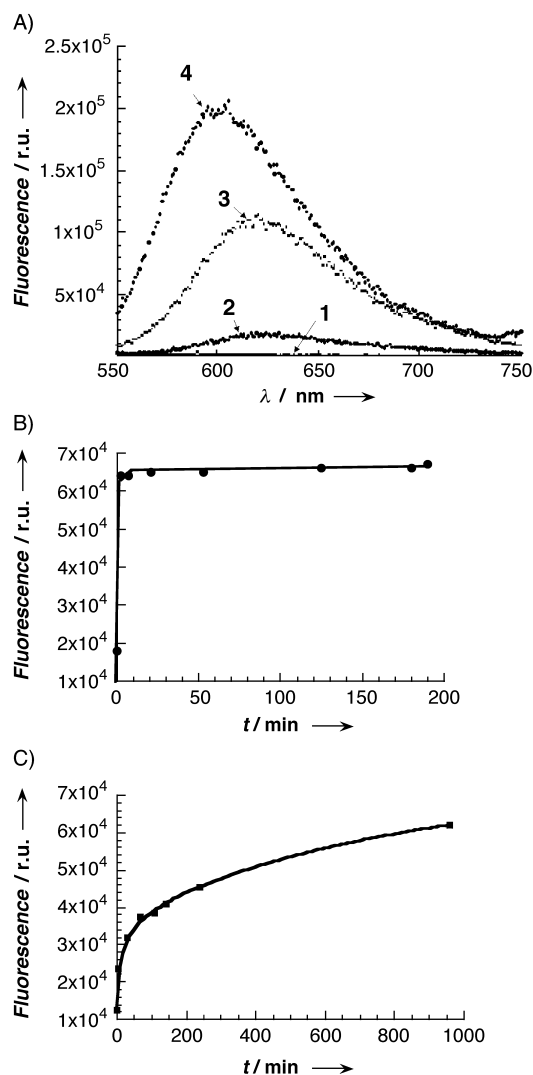 A)
Fluorescence / r.u. ⟶
2.5x10⁵
2x10⁵
1.5x10⁵
1x10⁵
5x10⁴
4
3
2
1
550 600 650 700 750
λ / nm ⟶
B)
Fluorescence / r.u. ⟶
7x10⁴
6x10⁴
5x10⁴
4x10⁴
3x10⁴
2x10⁴
1x10⁴
0 50 100 150 200
t / min ⟶
C)
Fluorescence / r.u. ⟶
7x10⁴
6x10⁴
5x10⁴
4x10⁴
3x10⁴
2x10⁴
1x10⁴
0 200 400 600 800 1000
t / min ⟶